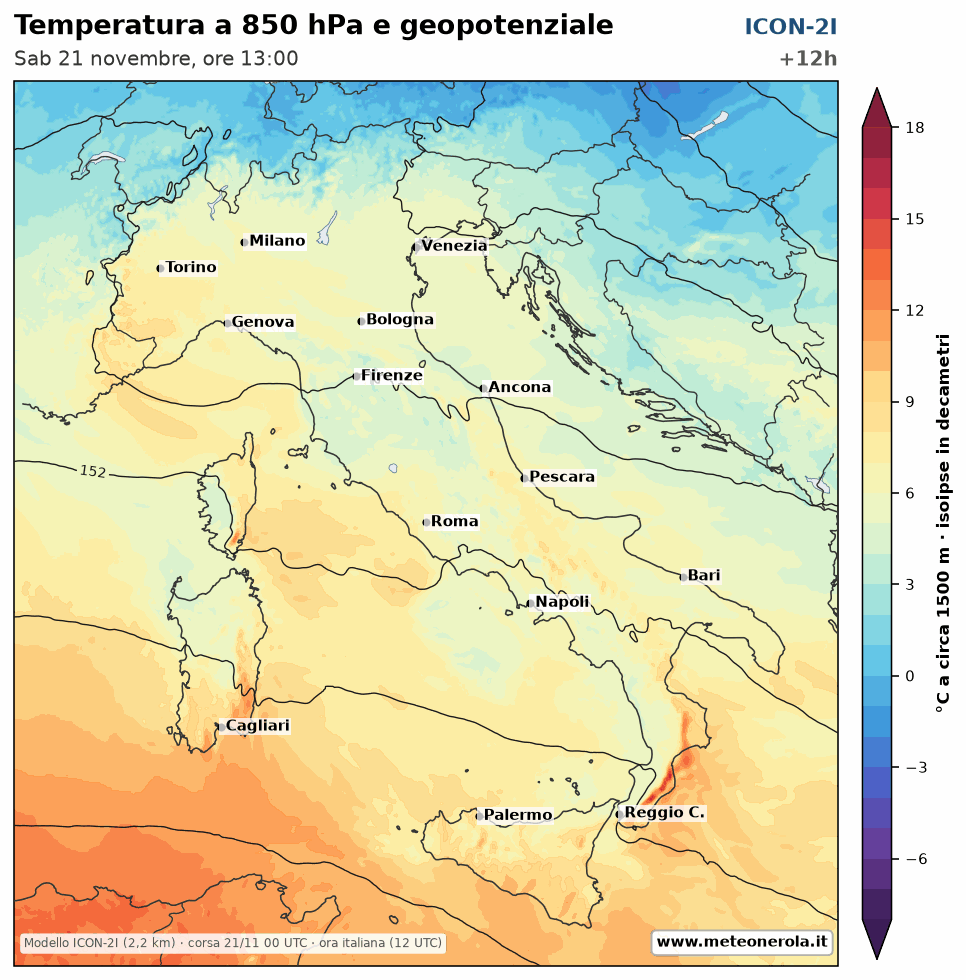 Temperatura a 850 hPa e geopotenziale
ICON-2I
Sab 21 novembre, ore 13:00
+12h
18
15
12
9
6
3
0
−3
−6
°C a circa 1500 m · isoipse in decametri
Milano
Venezia
Torino
Genova
Bologna
Firenze
Ancona
152
Pescara
Roma
Bari
Napoli
Cagliari
Palermo
Reggio C.
Modello ICON-2I (2,2 km) · corsa 21/11 00 UTC · ora italiana (12 UTC)
www.meteonerola.it